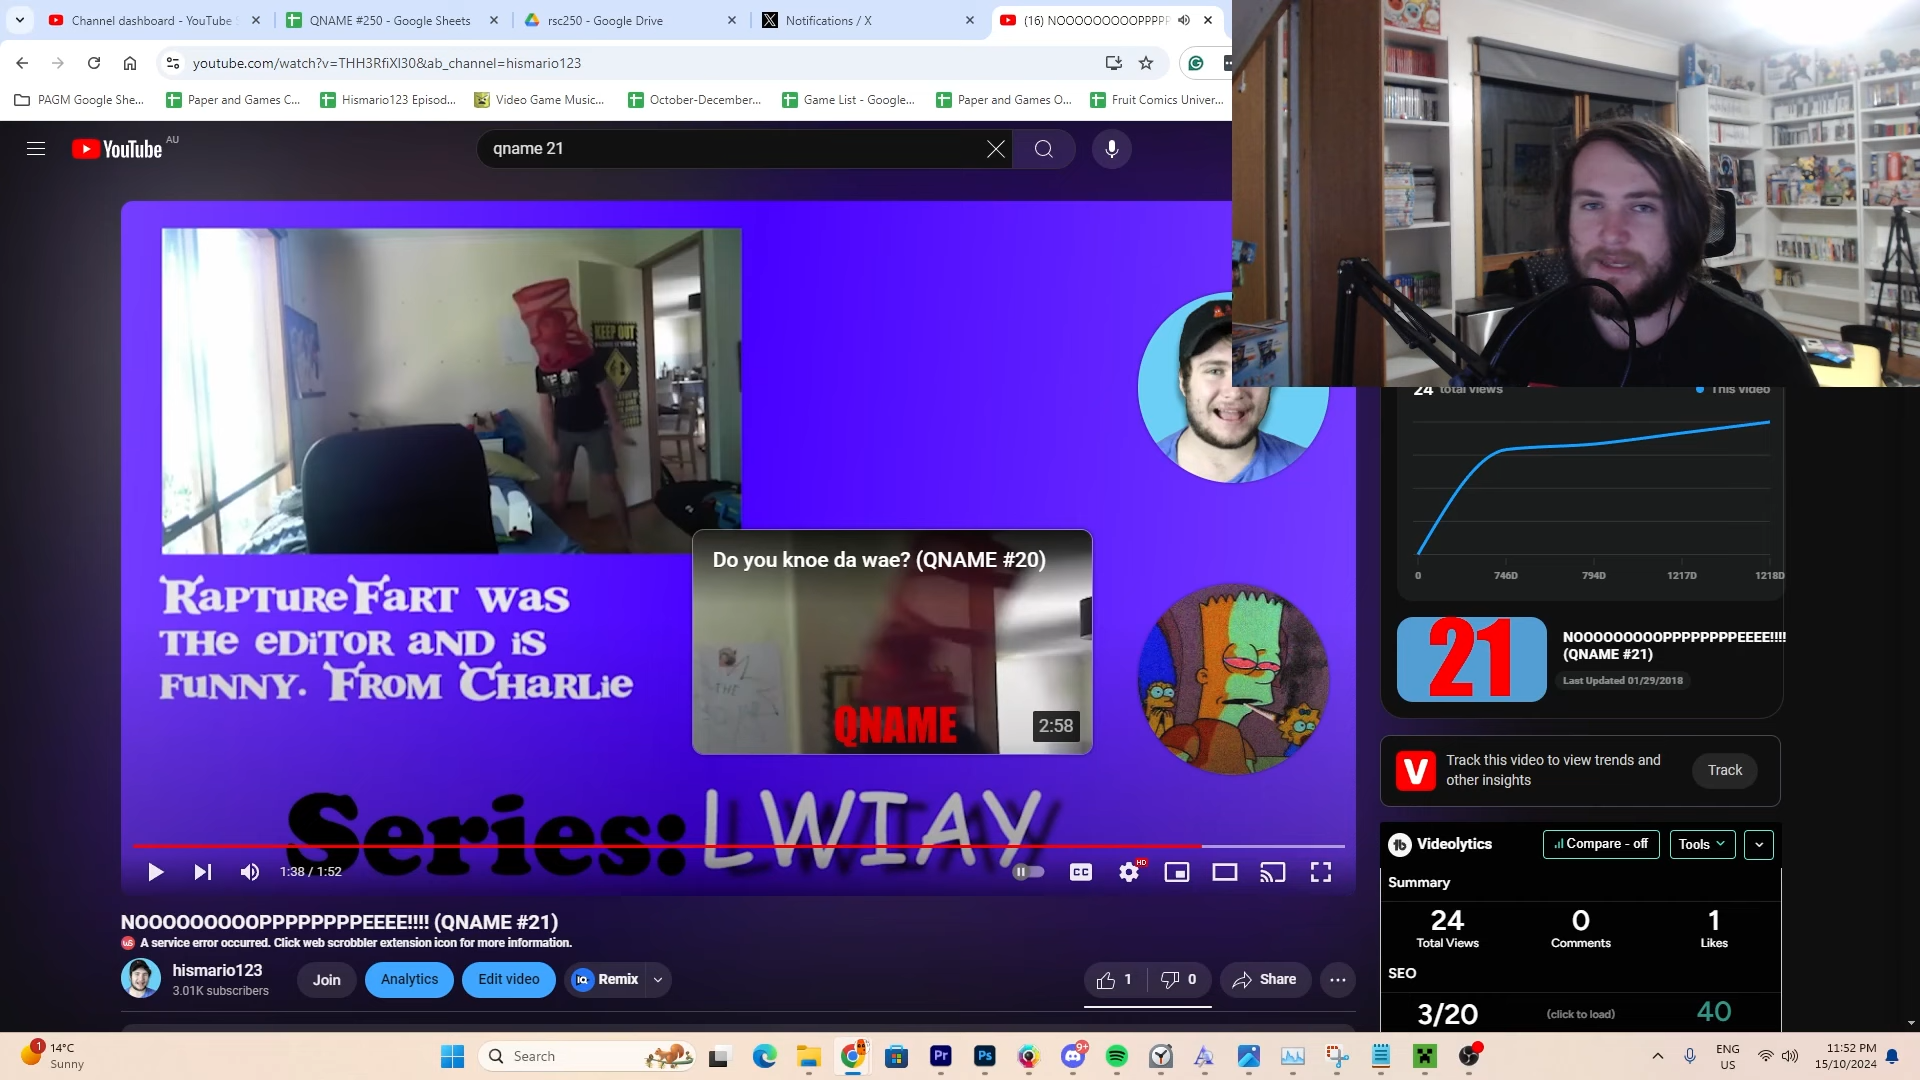 Channel dashboard - YouTube S
QNAME #250 - Google Sheets
rsc250 - Google Drive
Notifications / X
(16) NOOOOOOOOOPPPPP
youtube.com/watch?v=THH3RfiXl30&ab_channel=hismario123
PAGM Google She...
Paper and Games C...
Hismario123 Episod...
Video Game Music...
October-December...
Game List - Google...
Paper and Games O...
Fruit Comics Univer...
YouTube AU
qname 21
KEEP OUT
Do you knoe da wae? (QNAME #20)
QNAME
2:58
RaptureFart was
the editor and is
funny. From Charlie
Series: LWIAY
1:38 / 1:52
CC
HD
NOOOOOOOOOPPPPPPPPEEEE!!!! (QNAME #21)
A service error occurred. Click web scrobbler extension icon for more information.
hismario123
3.01K subscribers
Join
Analytics
Edit video
Remix
1
0
Share
24 total views
This video
0
746D
794D
1217D
1218D
21
NOOOOOOOOOPPPPPPPPEEEE!!!!
(QNAME #21)
Last Updated 01/29/2018
Track this video to view trends and
other insights
Track
Videolytics
Compare - off
Tools
Summary
24
0
1
Total Views
Comments
Likes
SEO
3/20
(click to load)
40
1
14°C
Sunny
Search
Pr
Ps
9+
ENG
US
11:52 PM
15/10/2024